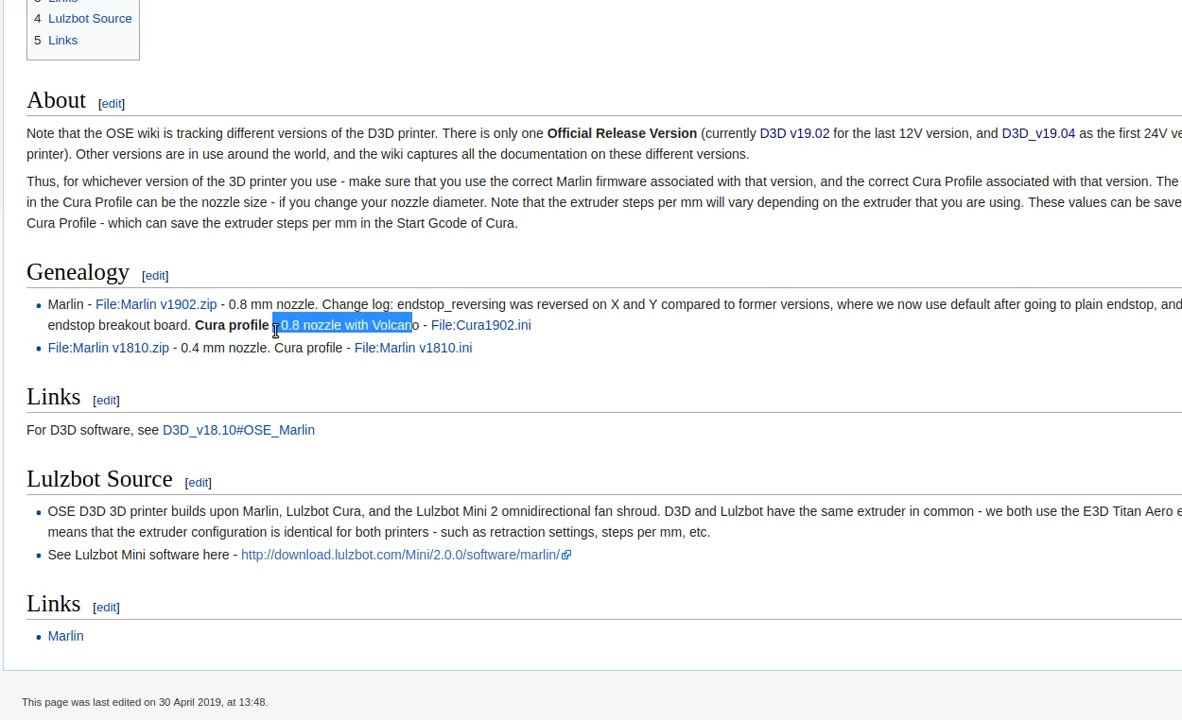 Links
4 Lulzbot Source
5 Links
About [edit]
Note that the OSE wiki is tracking different versions of the D3D printer. There is only one Official Release Version (currently D3D v19.02 for the last 12V version, and D3D_v19.04 as the first 24V
printer). Other versions are in use around the world, and the wiki captures all the documentation on these different versions.
Thus, for whichever version of the 3D printer you use - make sure that you use the correct Marlin firmware associated with that version, and the correct Cura Profile associated with that version. The
in the Cura Profile can be the nozzle size - if you change your nozzle diameter. Note that the extruder steps per mm will vary depending on the extruder that you are using. These values can be save
Cura Profile - which can save the extruder steps per mm in the Start Gcode of Cura.
Genealogy [edit]
Marlin - File:Marlin v1902.zip - 0.8 mm nozzle. Change log: endstop_reversing was reversed on X and Y compared to former versions, where we now use default after going to plain endstop, and
endstop breakout board. Cura profile - 0.8 nozzle with Volcano - File:Cura1902.ini
File:Marlin v1810.zip - 0.4 mm nozzle. Cura profile - File:Marlin v1810.ini
Links [edit]
For D3D software, see D3D_v18.10#OSE_Marlin
Lulzbot Source [edit]
OSE D3D 3D printer builds upon Marlin, Lulzbot Cura, and the Lulzbot Mini 2 omnidirectional fan shroud. D3D and Lulzbot have the same extruder in common - we both use the E3D Titan Aero
means that the extruder configuration is identical for both printers - such as retraction settings, steps per mm, etc.
See Lulzbot Mini software here - http://download.lulzbot.com/Mini/2.0.0/software/marlin/
Links [edit]
Marlin
This page was last edited on 30 April 2019, at 13:48.